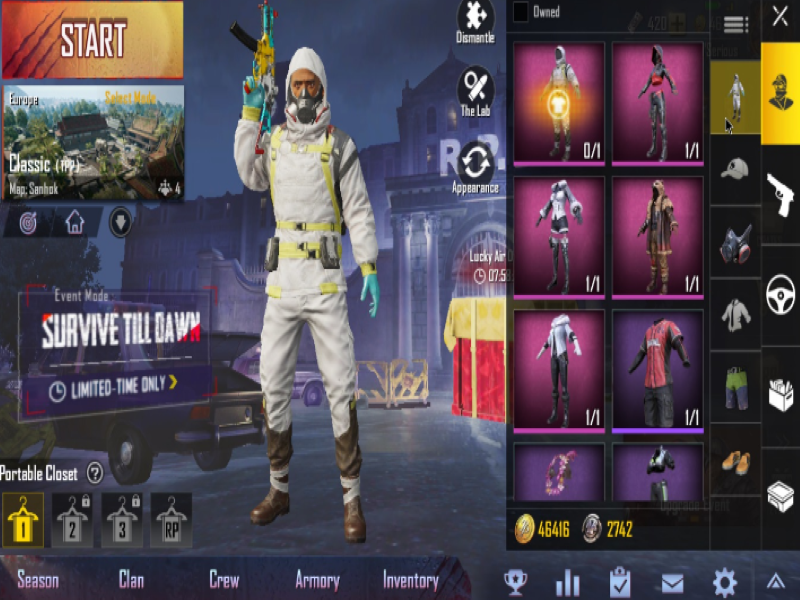 START
Dismantle
Owned
420
Europe
Select Mode
The Lab
0/1
1/1
Classic (TPP)
Map: Sanhok
4
Appearance
Lucky Air D
1/1
1/1
Event Mode
SURVIVE TILL DAWN
LIMITED-TIME ONLY
1/1
1/1
Portable Closet
?
1
2
3
RP
46416
2742
Season
Clan
Crew
Armory
Inventory